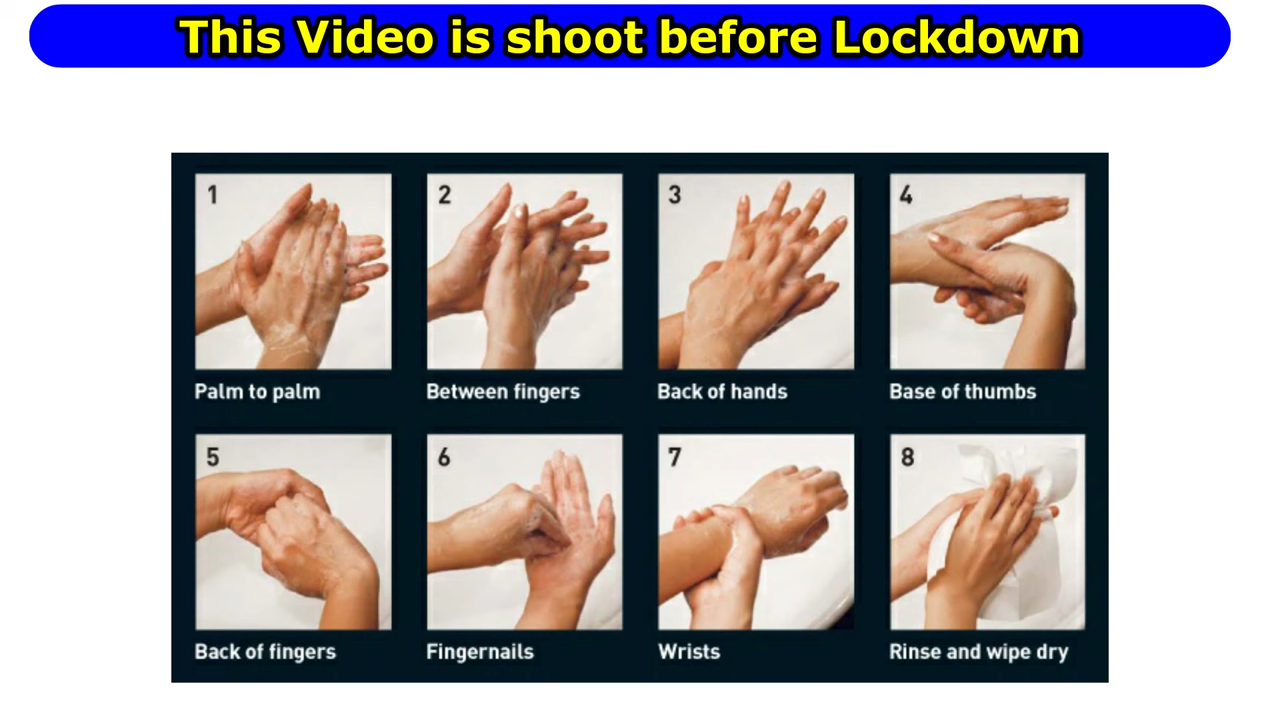 This Video is shoot before Lockdown
1
2
3
4
Palm to palm
Between fingers
Back of hands
Base of thumbs
5
6
7
8
Back of fingers
Fingernails
Wrists
Rinse and wipe dry